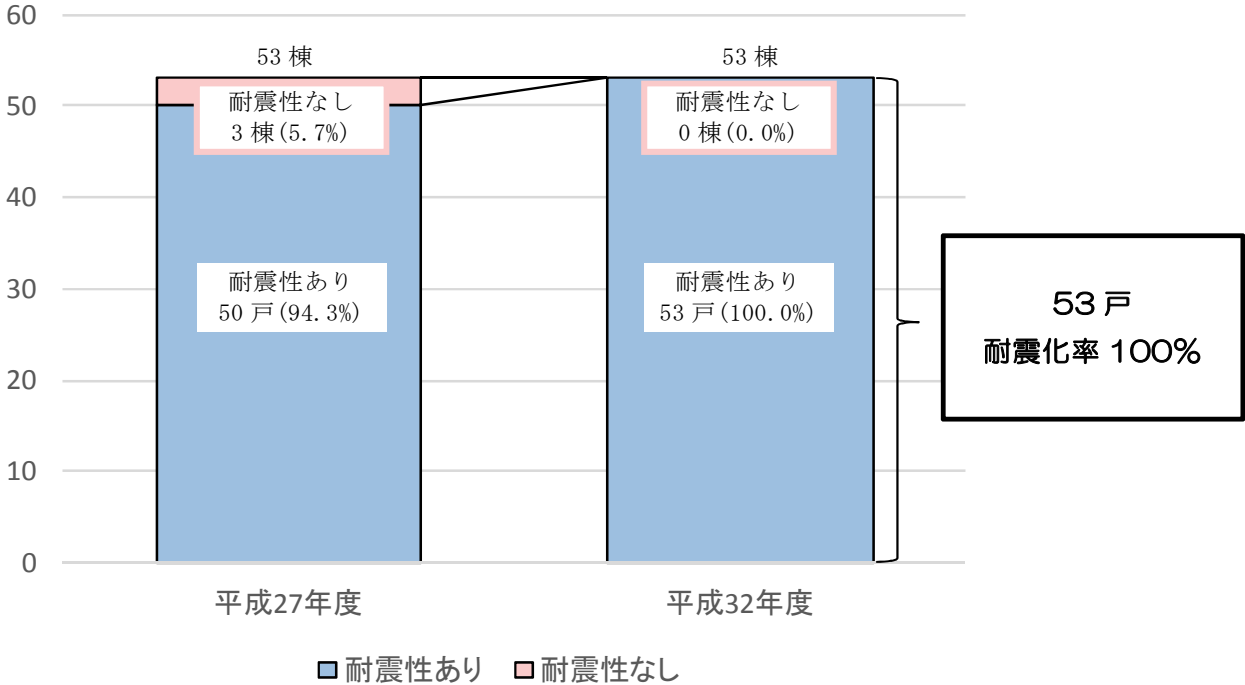 60
50
40
30
20
10
0
53 棟
耐震性なし
3 棟(5.7%)
耐震性あり
50 戸(94.3%)
53 棟
耐震性なし
0 棟(0.0%)
耐震性あり
53 戸(100.0%)
53 戸
耐震化率 100%
平成27年度
平成32年度
耐震性あり
耐震性なし